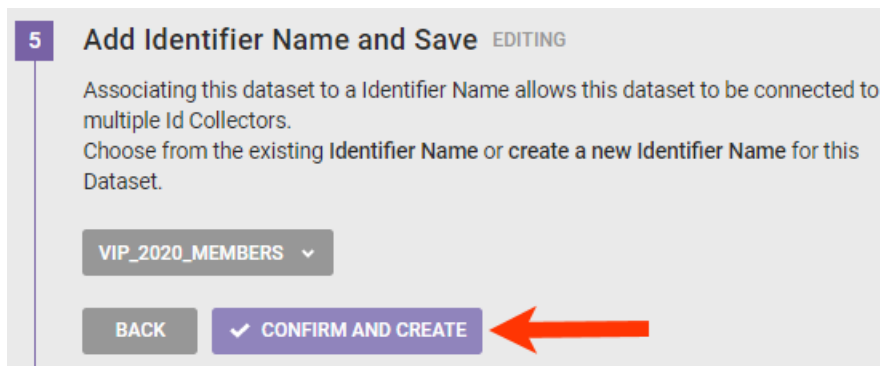 5
Add Identifier Name and Save EDITING
Associating this dataset to a Identifier Name allows this dataset to be connected to
multiple Id Collectors.
Choose from the existing Identifier Name or create a new Identifier Name for this
Dataset.
VIP_2020_MEMBERS
BACK CONFIRM AND CREATE